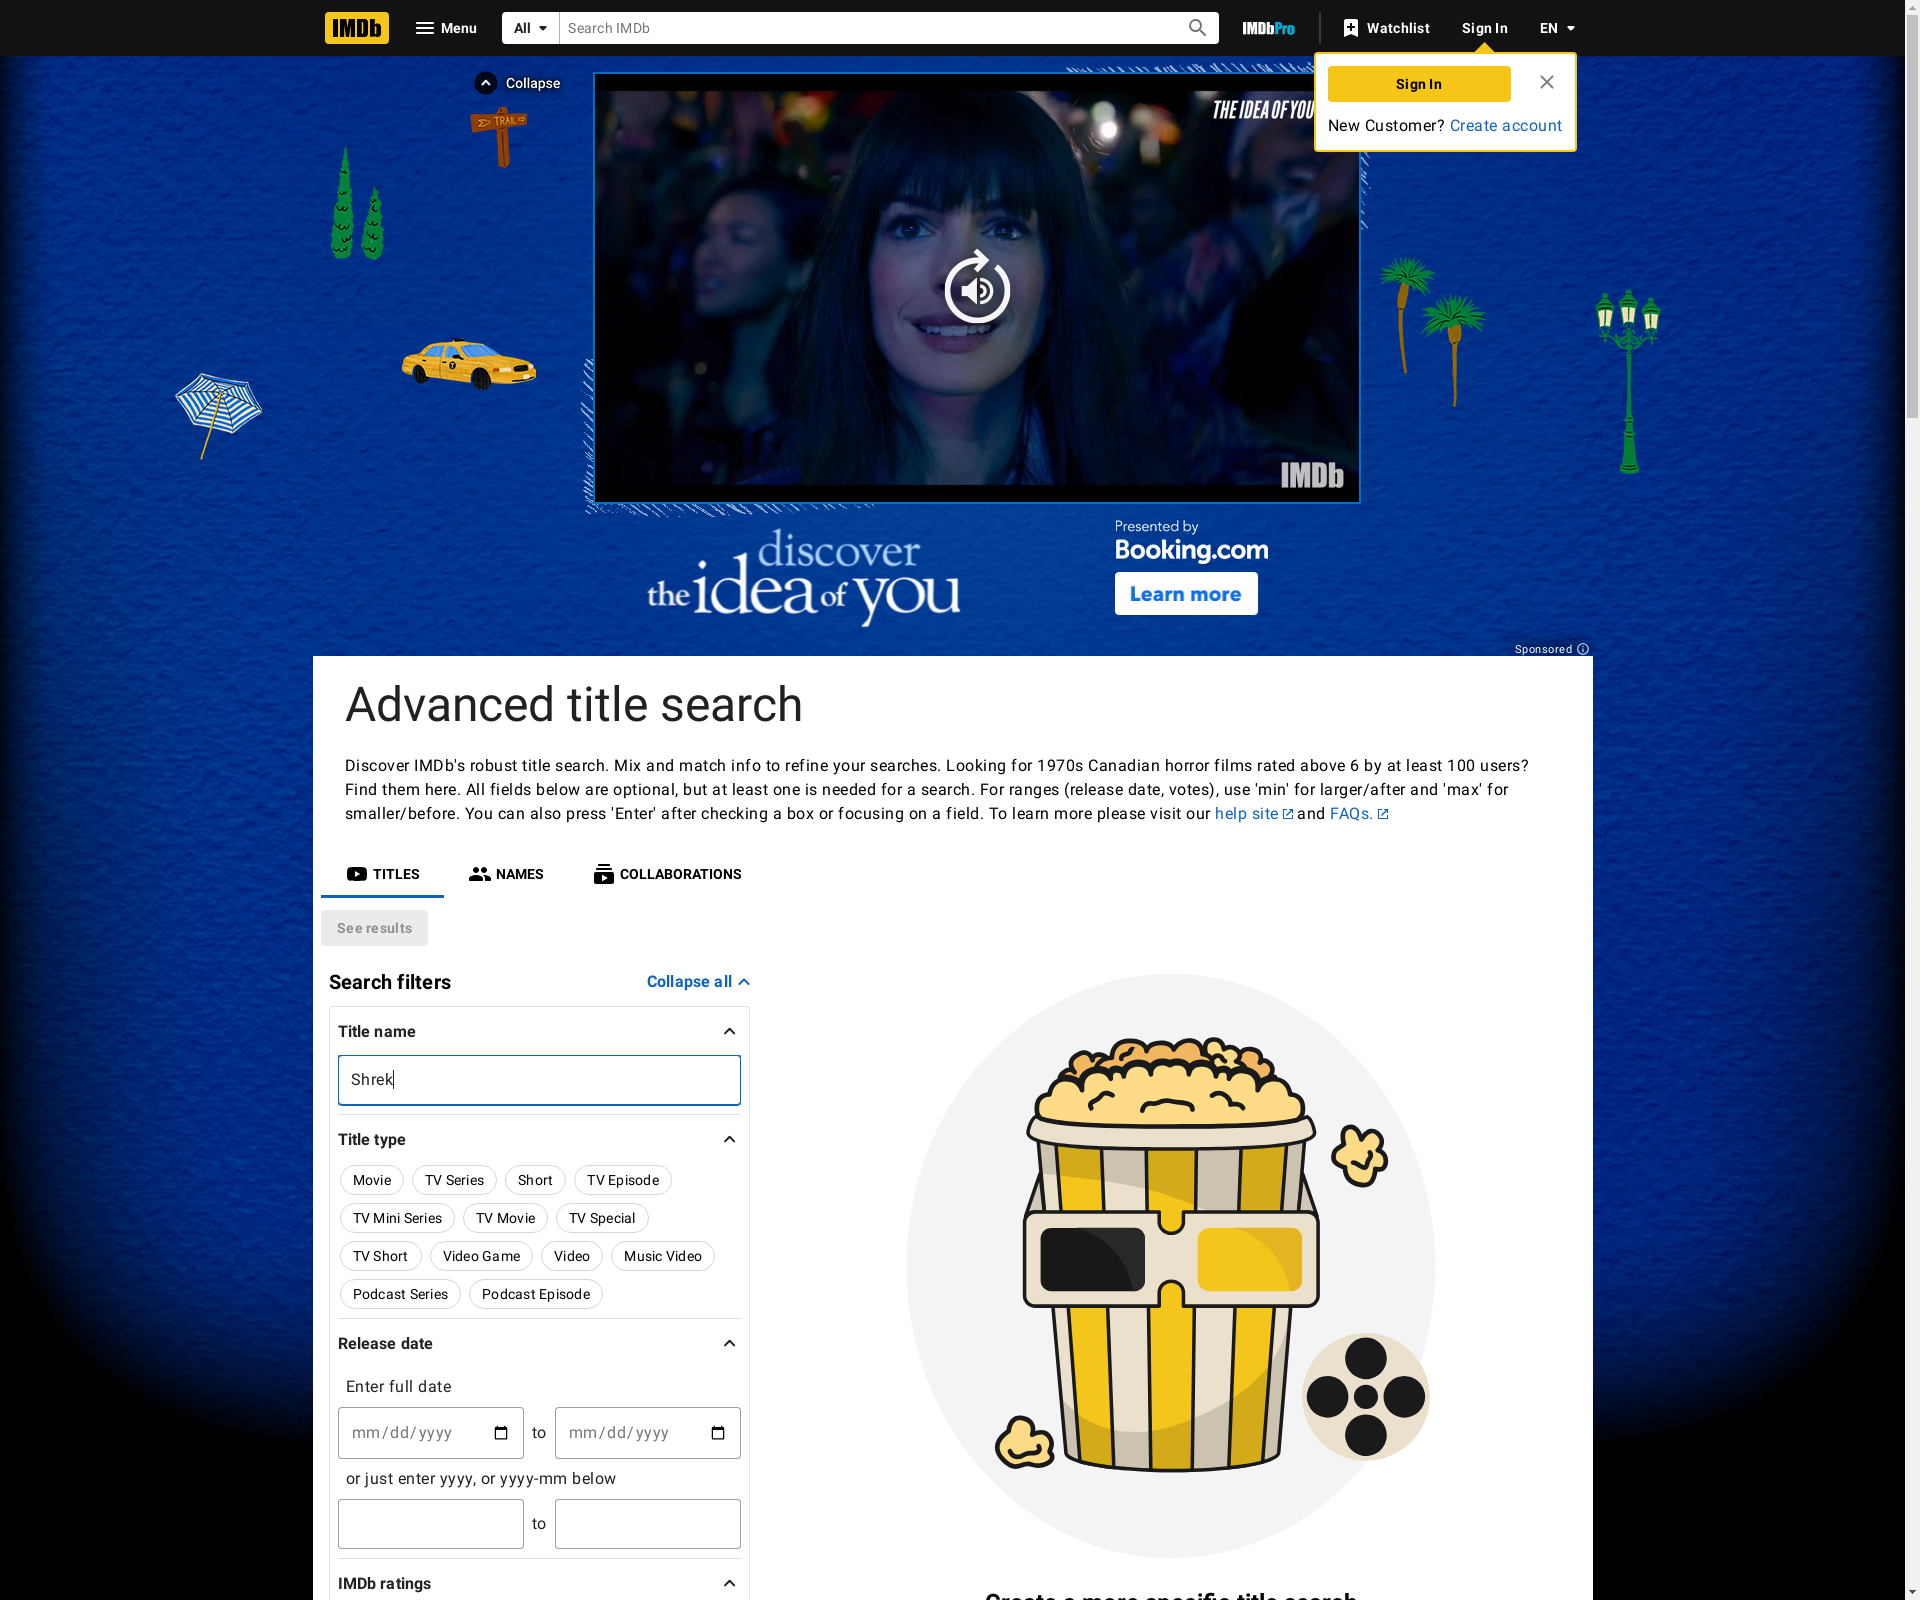 IMDb Menu All Search IMDb IMDbPro Watchlist Sign In EN
Collapse
Sign In
New Customer? Create account
TRAIL
THE IDEA OF YOU
IMDb
discover
the idea of you
Presented by
Booking.com
Learn more
Sponsored
Advanced title search
Discover IMDb's robust title search. Mix and match info to refine your searches. Looking for 1970s Canadian horror films rated above 6 by at least 100 users?
Find them here. All fields below are optional, but at least one is needed for a search. For ranges (release date, votes), use 'min' for larger/after and 'max' for
smaller/before. You can also press 'Enter' after checking a box or focusing on a field. To learn more please visit our help site and FAQs.
TITLES NAMES COLLABORATIONS
See results
Search filters Collapse all
Title name
Shrek
Title type
Movie TV Series Short TV Episode
TV Mini Series TV Movie TV Special
TV Short Video Game Video Music Video
Podcast Series Podcast Episode
Release date
Enter full date
mm/dd/yyyy to mm/dd/yyyy
or just enter yyyy, or yyyy-mm below
to
IMDb ratings
Create a more specific title search